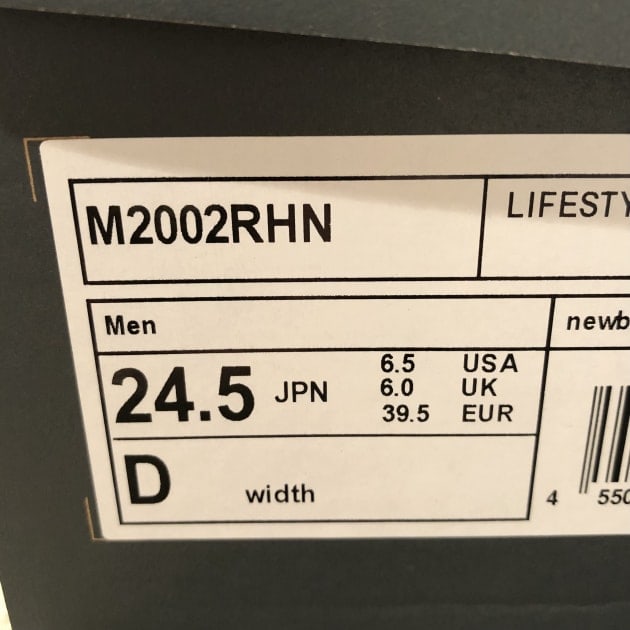 M2002RHN
LIFESTY
Men
newb
24.5 JPN
6.5 USA
6.0 UK
39.5 EUR
D width
4 550